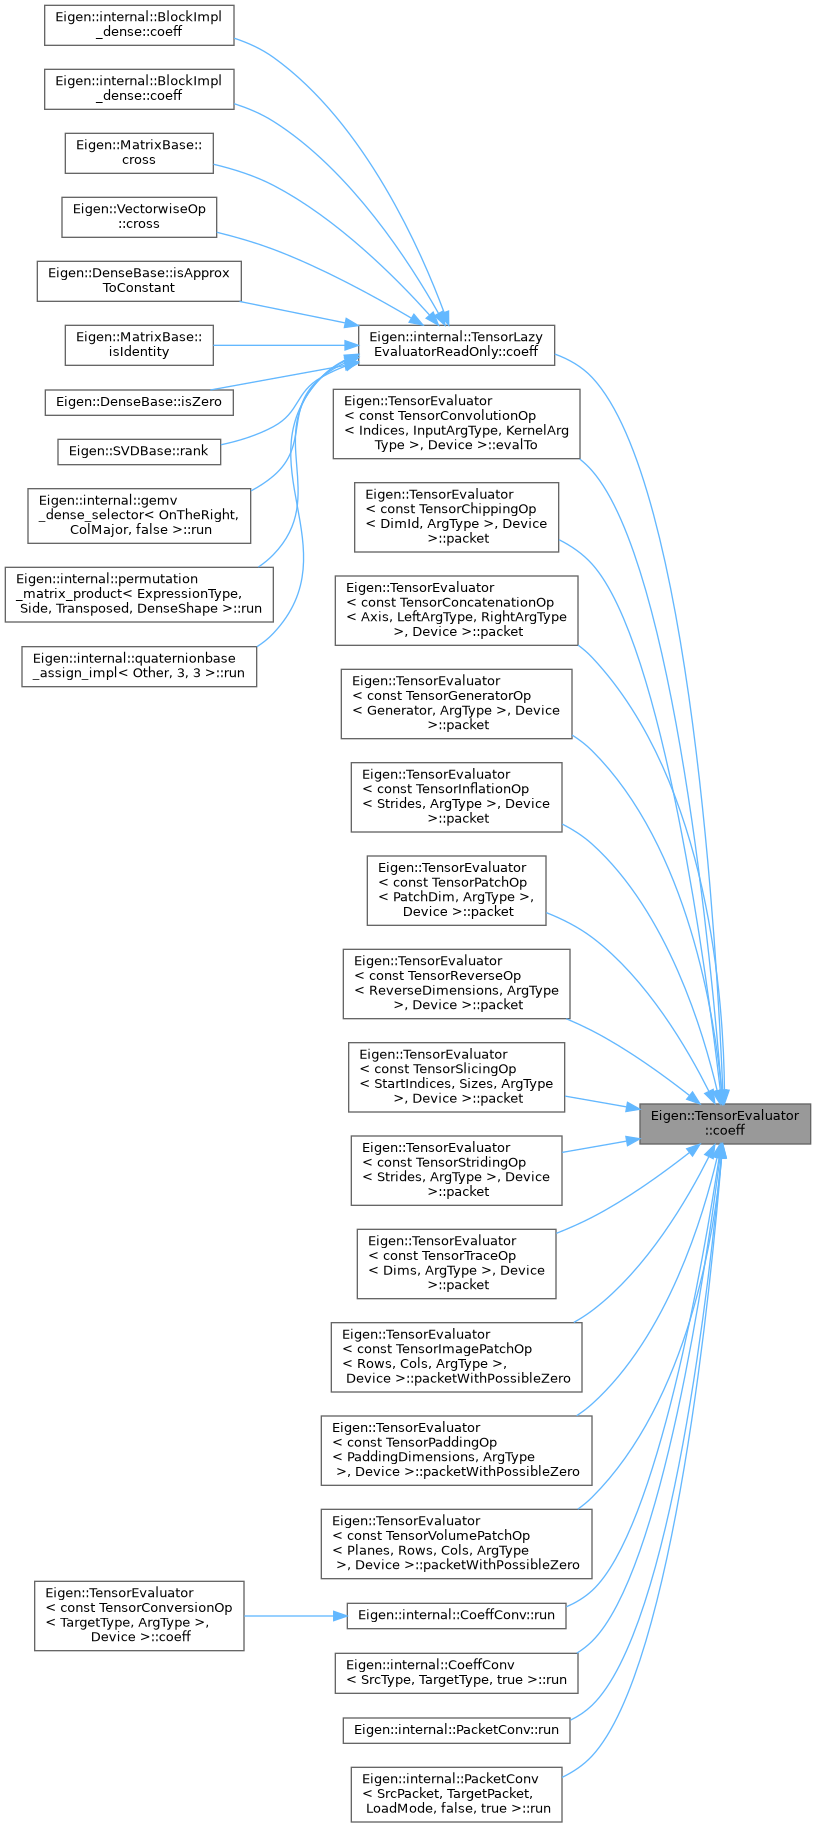 Eigen::internal::BlockImpl
_dense::coeff
Eigen::internal::BlockImpl
_dense::coeff
Eigen::MatrixBase::
cross
Eigen::VectorwiseOp
::cross
Eigen::DenseBase::isApprox
ToConstant
Eigen::MatrixBase::
isIdentity
Eigen::DenseBase::isZero
Eigen::SVDBase::rank
Eigen::internal::gemv
_dense_selector< OnTheRight,
ColMajor, false >::run
Eigen::internal::permutation
_matrix_product< ExpressionType,
Side, Transposed, DenseShape >::run
Eigen::internal::quaternionbase
_assign_impl< Other, 3, 3 >::run
Eigen::TensorEvaluator
< const TensorConversionOp
< TargetType, ArgType >,
Device >::coeff
Eigen::internal::TensorLazy
EvaluatorReadOnly::coeff
Eigen::TensorEvaluator
< const TensorConvolutionOp
< Indices, InputArgType, KernelArg
Type >, Device >::evalTo
Eigen::TensorEvaluator
< const TensorChippingOp
< DimId, ArgType >, Device
>::packet
Eigen::TensorEvaluator
< const TensorConcatenationOp
< Axis, LeftArgType, RightArgType
>, Device >::packet
Eigen::TensorEvaluator
< const TensorGeneratorOp
< Generator, ArgType >, Device
>::packet
Eigen::TensorEvaluator
< const TensorInflationOp
< Strides, ArgType >, Device
>::packet
Eigen::TensorEvaluator
< const TensorPatchOp
< PatchDim, ArgType >,
Device >::packet
Eigen::TensorEvaluator
< const TensorReverseOp
< ReverseDimensions, ArgType
>, Device >::packet
Eigen::TensorEvaluator
< const TensorSlicingOp
< StartIndices, Sizes, ArgType
>, Device >::packet
Eigen::TensorEvaluator
< const TensorStridingOp
< Strides, ArgType >, Device
>::packet
Eigen::TensorEvaluator
< const TensorTraceOp
< Dims, ArgType >, Device
>::packet
Eigen::TensorEvaluator
< const TensorImagePatchOp
< Rows, Cols, ArgType >,
Device >::packetWithPossibleZero
Eigen::TensorEvaluator
< const TensorPaddingOp
< PaddingDimensions, ArgType
>, Device >::packetWithPossibleZero
Eigen::TensorEvaluator
< const TensorVolumePatchOp
< Planes, Rows, Cols, ArgType
>, Device >::packetWithPossibleZero
Eigen::internal::CoeffConv::run
Eigen::internal::CoeffConv
< SrcType, TargetType, true >::run
Eigen::internal::PacketConv::run
Eigen::internal::PacketConv
< SrcPacket, TargetPacket,
LoadMode, false, true >::run
Eigen::TensorEvaluator
::coeff